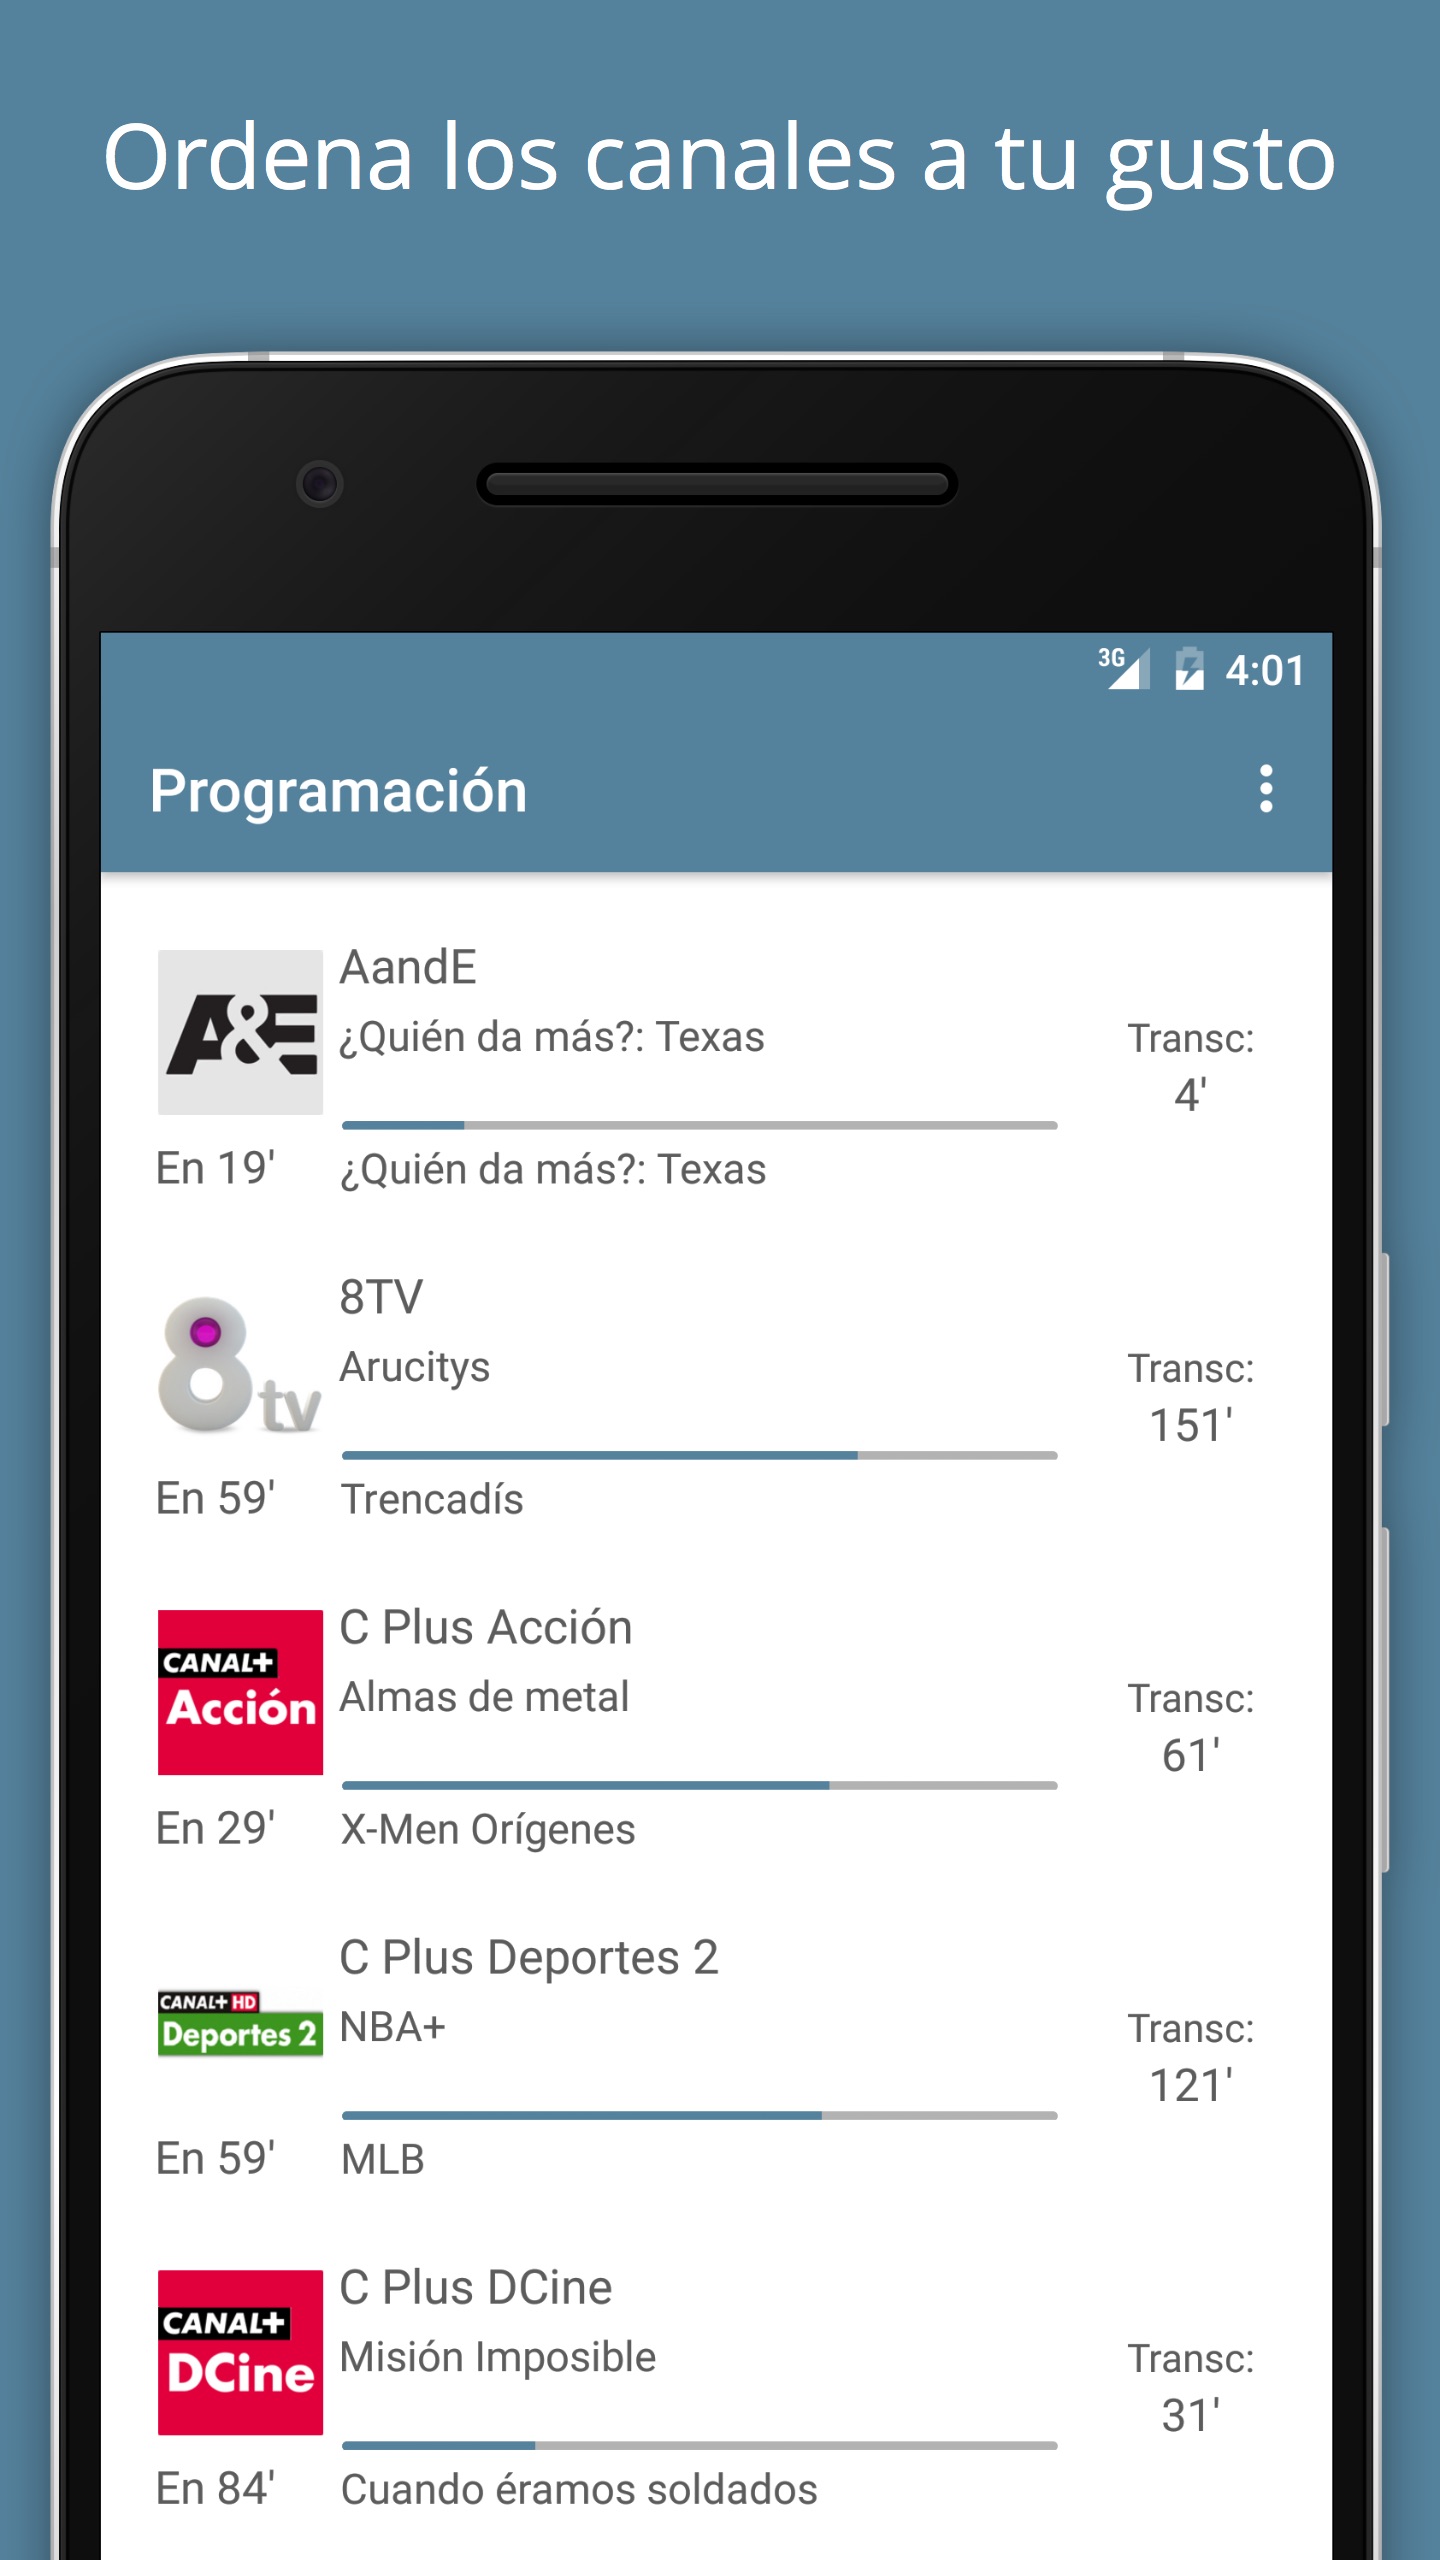 Ordena los canales a tu gusto
3G 4:01
Programación
A&E
AandE
¿Quién da más?: Texas
Transc:
4'
En 19' ¿Quién da más?: Texas
8tv
8TV
Arucitys
Transc:
151'
En 59' Trencadís
CANAL+
Acción
C Plus Acción
Almas de metal
Transc:
61'
En 29' X-Men Orígenes
CANAL+ HD
Deportes 2
C Plus Deportes 2
NBA+
Transc:
121'
En 59' MLB
CANAL+
DCine
C Plus DCine
Misión Imposible
Transc:
31'
En 84' Cuando éramos soldados